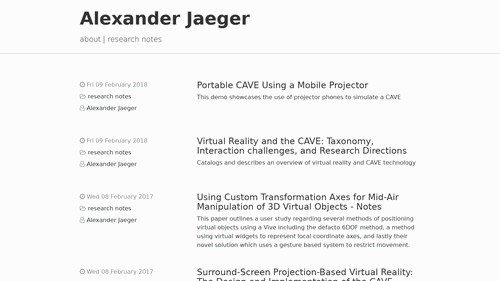 Alexander Jaeger
about | research notes
Fri 09 February 2018
research notes
Alexander Jaeger
Portable CAVE Using a Mobile Projector
This demo showcases the use of projector phones to simulate a CAVE
Fri 09 February 2018
research notes
Alexander Jaeger
Virtual Reality and the CAVE: Taxonomy,
Interaction challenges, and Research Directions
Catalogs and describes an overview of virtual reality and CAVE technology
Wed 08 February 2017
research notes
Alexander Jaeger
Using Custom Transformation Axes for Mid-Air
Manipulation of 3D Virtual Objects - Notes
This paper outlines a user study regarding several methods of positioning
virtual objects using a Vive including the defacto 6DOF method, a method
using virtual widgets to represent local coordinate axes, and lastly their
novel solution which uses a gesture based system to restrict movement.
Wed 08 February 2017
Surround-Screen Projection-Based Virtual Reality:
The Design and Implementation of the CAVE